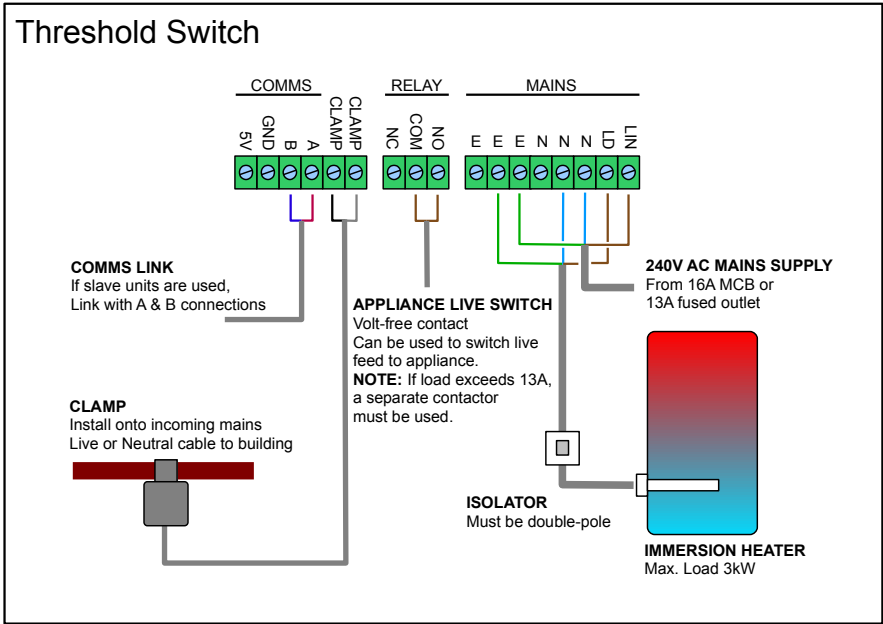 Threshold Switch
COMMS
RELAY
MAINS
5V
GND
B
A
CLAMP
CLAMP
NC
COM
NO
E
E
E
N
N
N
LD
LIN
COMMS LINK
If slave units are used,
Link with A & B connections
APPLIANCE LIVE SWITCH
Volt-free contact
Can be used to switch live
feed to appliance.
NOTE: If load exceeds 13A,
a separate contactor
must be used.
240V AC MAINS SUPPLY
From 16A MCB or
13A fused outlet
CLAMP
Install onto incoming mains
Live or Neutral cable to building
ISOLATOR
Must be double-pole
IMMERSION HEATER
Max. Load 3kW